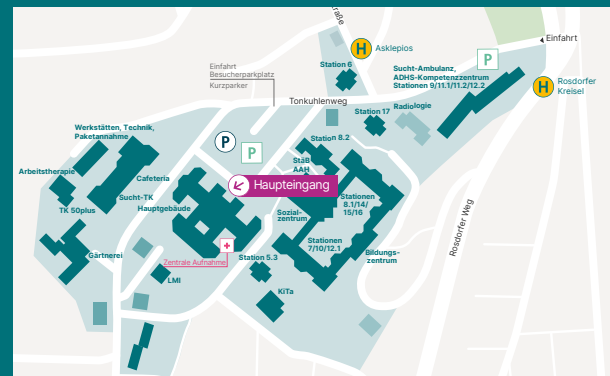 raße
H
Asklepios
Einfahrt
P
Station 6
Sucht-Ambulanz,
ADHS-Kompetenzzentrum
Stationen 9/11.1/11.2/12.2
Einfahrt
Besucherparkplatz
Kurzparker
H
Rosdorfer
Kreisel
Tonkuhlenweg
Station 17
Radiologie
Werkstätten, Technik,
Paketannahme
P
P
Station 8.2
StäB
AAH
Arbeitstherapie
Cafeteria
Haupteingang
Sucht-TK
Stationen
8.1/14/
15/16
TK 50plus
Hauptgebäude
Sozial-
zentrum
Rosdorfer Weg
Stationen
7/10/12.1
Gärtnerei
Bildungs-
zentrum
Zentrale Aufnahme
Station 5.3
LMI
KiTa